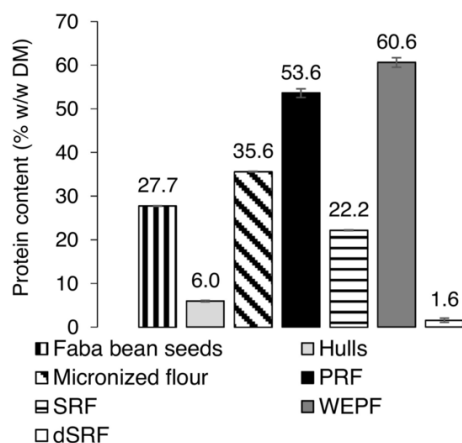 Protein content (% w/w DM)
70
60
50
40
30
20
10
0
27.7
6.0
35.6
53.6
22.2
60.6
1.6
Faba bean seeds
Hulls
Micronized flour
PRF
SRF
WEPF
dSRF